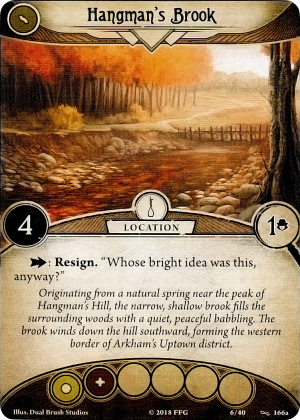 Hangman's Brook
4
LOCATION
1
: Resign. "Whose bright idea was this,
anyway?"
Originating from a natural spring near the peak of
Hangman's Hill, the narrow, shallow brook fills the
surrounding woods with a quiet, peaceful babbling. The
brook winds down the hill southward, forming the western
border of Arkham's Uptown district.
Illus. Dual Brush Studios
© 2018 FFG
6/40
166a